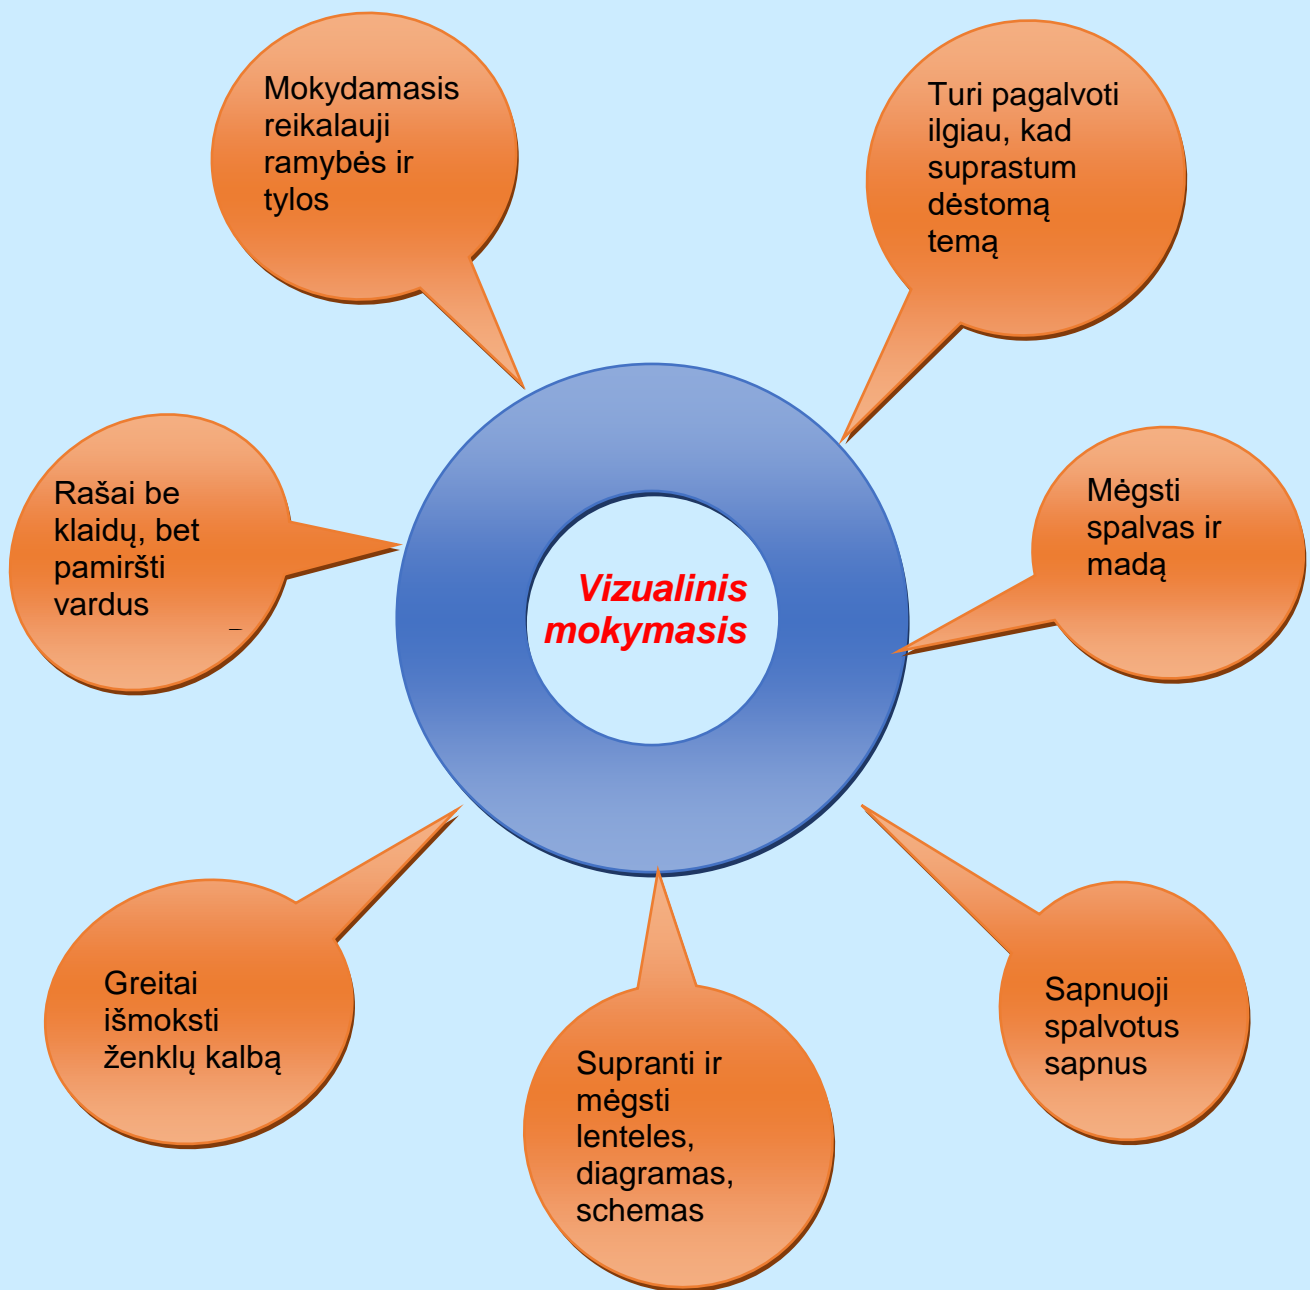 Mokydamasis
reikalauji
ramybės ir
tylos
Turi pagalvoti
ilgiau, kad
suprastum
dėstomą
temą
Rašai be
klaidų, bet
pamiršti
vardus
Mėgsti
spalvas ir
madą
Vizualinis
mokymasis
Greitai
išmoksti
ženklų kalbą
Supranti ir
mėgsti
lenteles,
diagramas,
schemas
Sapnuoji
spalvotus
sapnus